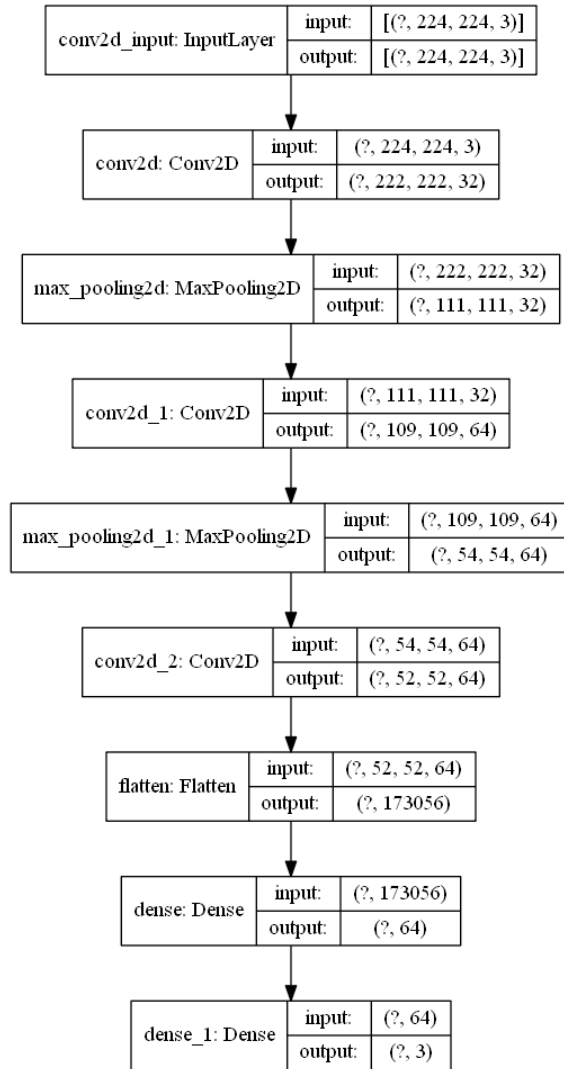 conv2d_input: InputLayer
input: [(?, 224, 224, 3)]
output: [(?, 224, 224, 3)]
conv2d: Conv2D
input: (?, 224, 224, 3)
output: (?, 222, 222, 32)
max_pooling2d: MaxPooling2D
input: (?, 222, 222, 32)
output: (?, 111, 111, 32)
conv2d_1: Conv2D
input: (?, 111, 111, 32)
output: (?, 109, 109, 64)
max_pooling2d_1: MaxPooling2D
input: (?, 109, 109, 64)
output: (?, 54, 54, 64)
conv2d_2: Conv2D
input: (?, 54, 54, 64)
output: (?, 52, 52, 64)
flatten: Flatten
input: (?, 52, 52, 64)
output: (?, 173056)
dense: Dense
input: (?, 173056)
output: (?, 64)
dense_1: Dense
input: (?, 64)
output: (?, 3)